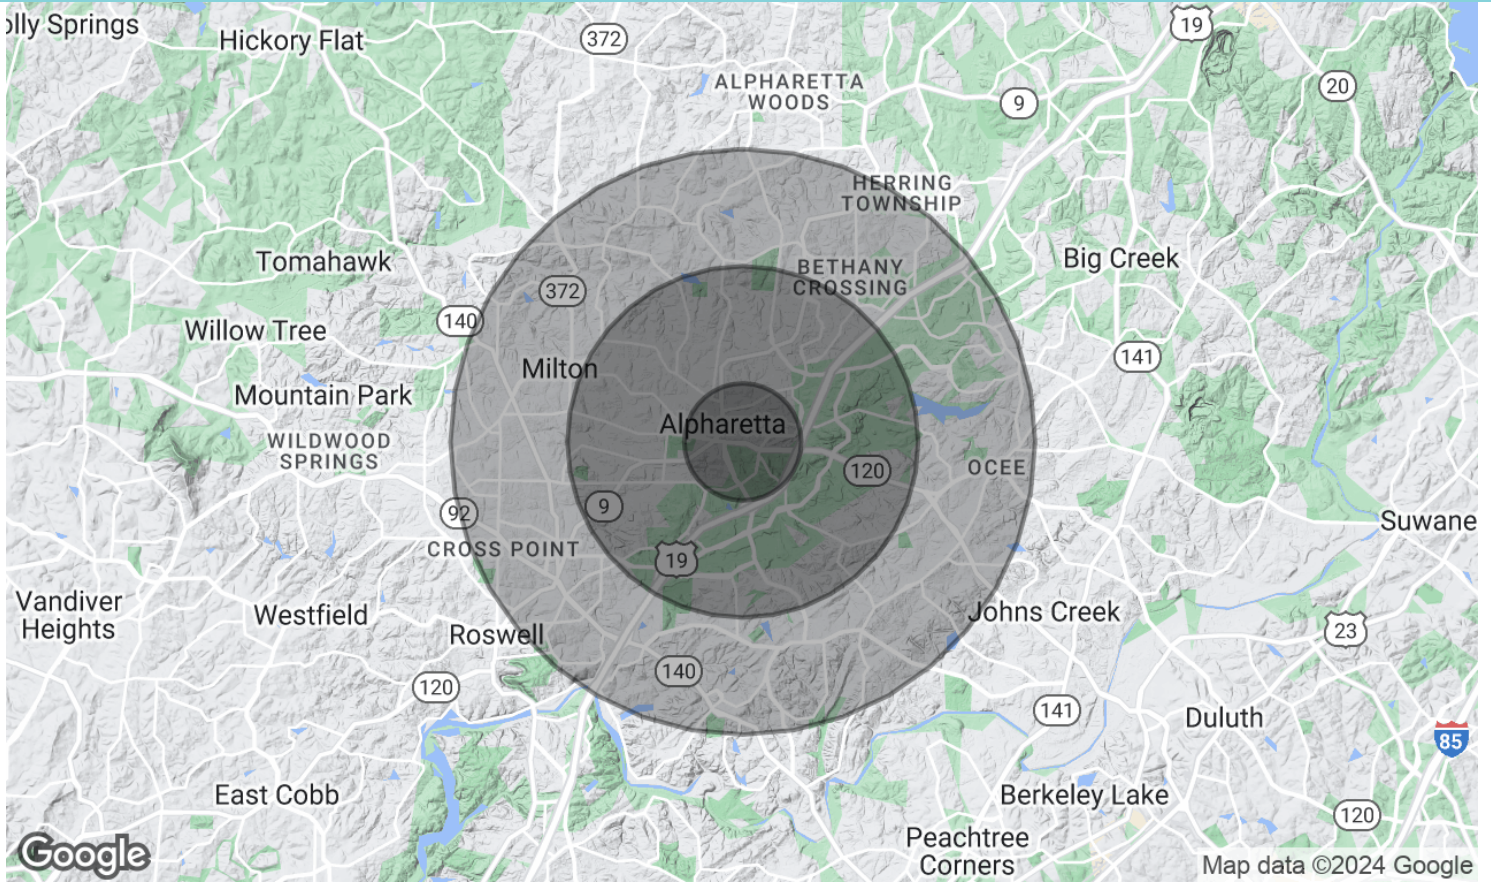 olly Springs
Hickory Flat
372
19
ALPHARETTA
WOODS
9
20
HERRING
TOWNSHIP
Tomahawk
BETHANY
CROSSING
Big Creek
372
140
Willow Tree
141
Milton
Mountain Park
Alpharetta
WILDWOOD
SPRINGS
120
OCEE
92
9
Suwane
CROSS POINT
19
Vandiver
Heights
Westfield
Johns Creek
Roswell
23
140
120
141
Duluth
85
East Cobb
Berkeley Lake
120
Peachtree
Corners
Google
Map data ©2024 Google